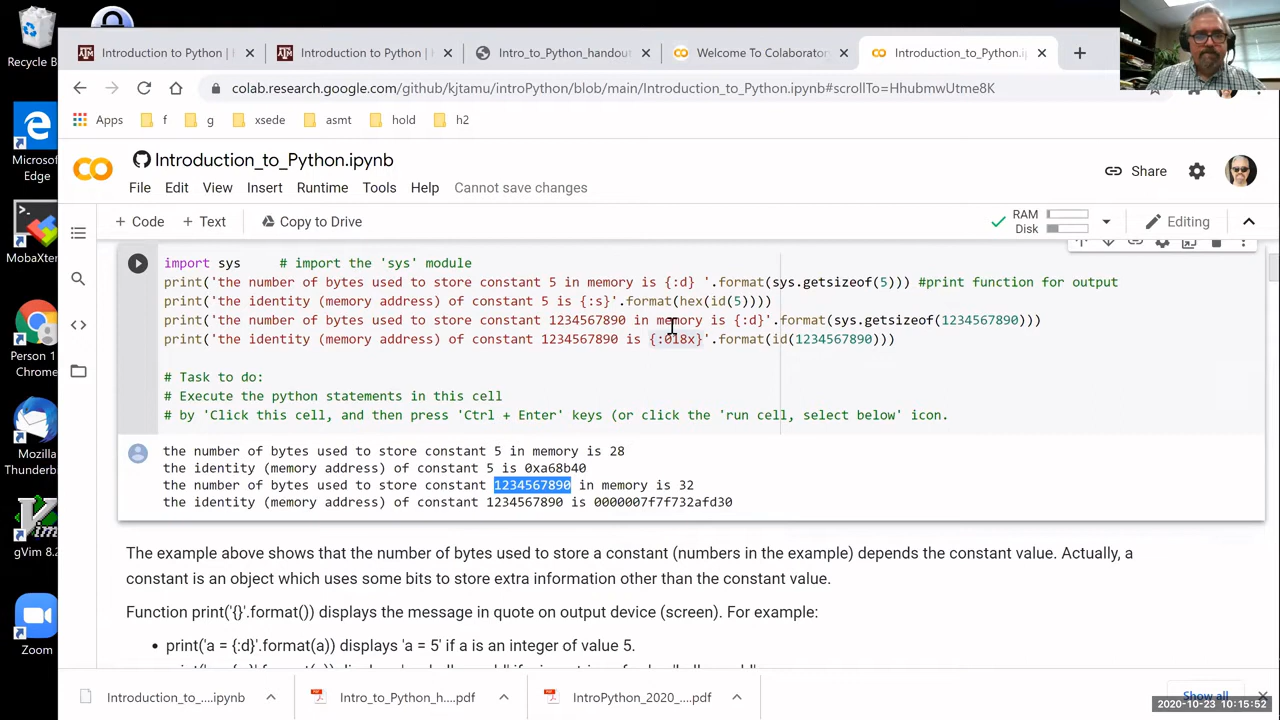 Recycle B
Microsof
Edge
MobaXter
Person 1
Chrome
Mozilla
Thunderb
gVim 8.2
Zoom
Introduction to Python |
Introduction to Python
Intro_to_Python_handout
Welcome To Colaborato
Introduction_to_Python.i
colab.research.google.com/github/kjtamu/introPython/blob/main/Introduction_to_Python.ipynb#scrollTo=HhubmwUtme8K
Apps f g xsede asmt hold h2
Introduction_to_Python.ipynb
File Edit View Insert Runtime Tools Help Cannot save changes
Share
+ Code + Text Copy to Drive
RAM
Disk
Editing
import sys # import the 'sys' module
print('the number of bytes used to store constant 5 in memory is {:d} '.format(sys.getsizeof(5))) #print function for output
print('the identity (memory address) of constant 5 is {:s}'.format(hex(id(5))))
print('the number of bytes used to store constant 1234567890 in memory is {:d}'.format(sys.getsizeof(1234567890)))
print('the identity (memory address) of constant 1234567890 is {:018x}'.format(id(1234567890)))
# Task to do:
# Execute the python statements in this cell
# by 'Click this cell, and then press 'Ctrl + Enter' keys (or click the 'run cell, select below' icon.
the number of bytes used to store constant 5 in memory is 28
the identity (memory address) of constant 5 is 0xa68b40
the number of bytes used to store constant 1234567890 in memory is 32
the identity (memory address) of constant 1234567890 is 0000007f7f732afd30
The example above shows that the number of bytes used to store a constant (numbers in the example) depends the constant value. Actually, a
constant is an object which uses some bits to store extra information other than the constant value.
Function print('{}'.format()) displays the message in quote on output device (screen). For example:
• print('a = {:d}'.format(a)) displays 'a = 5' if a is an integer of value 5.
Introduction_to_....ipynb
Intro_to_Python_h....pdf
IntroPython_2020_....pdf
Show all
2020-10-23 10:15:52